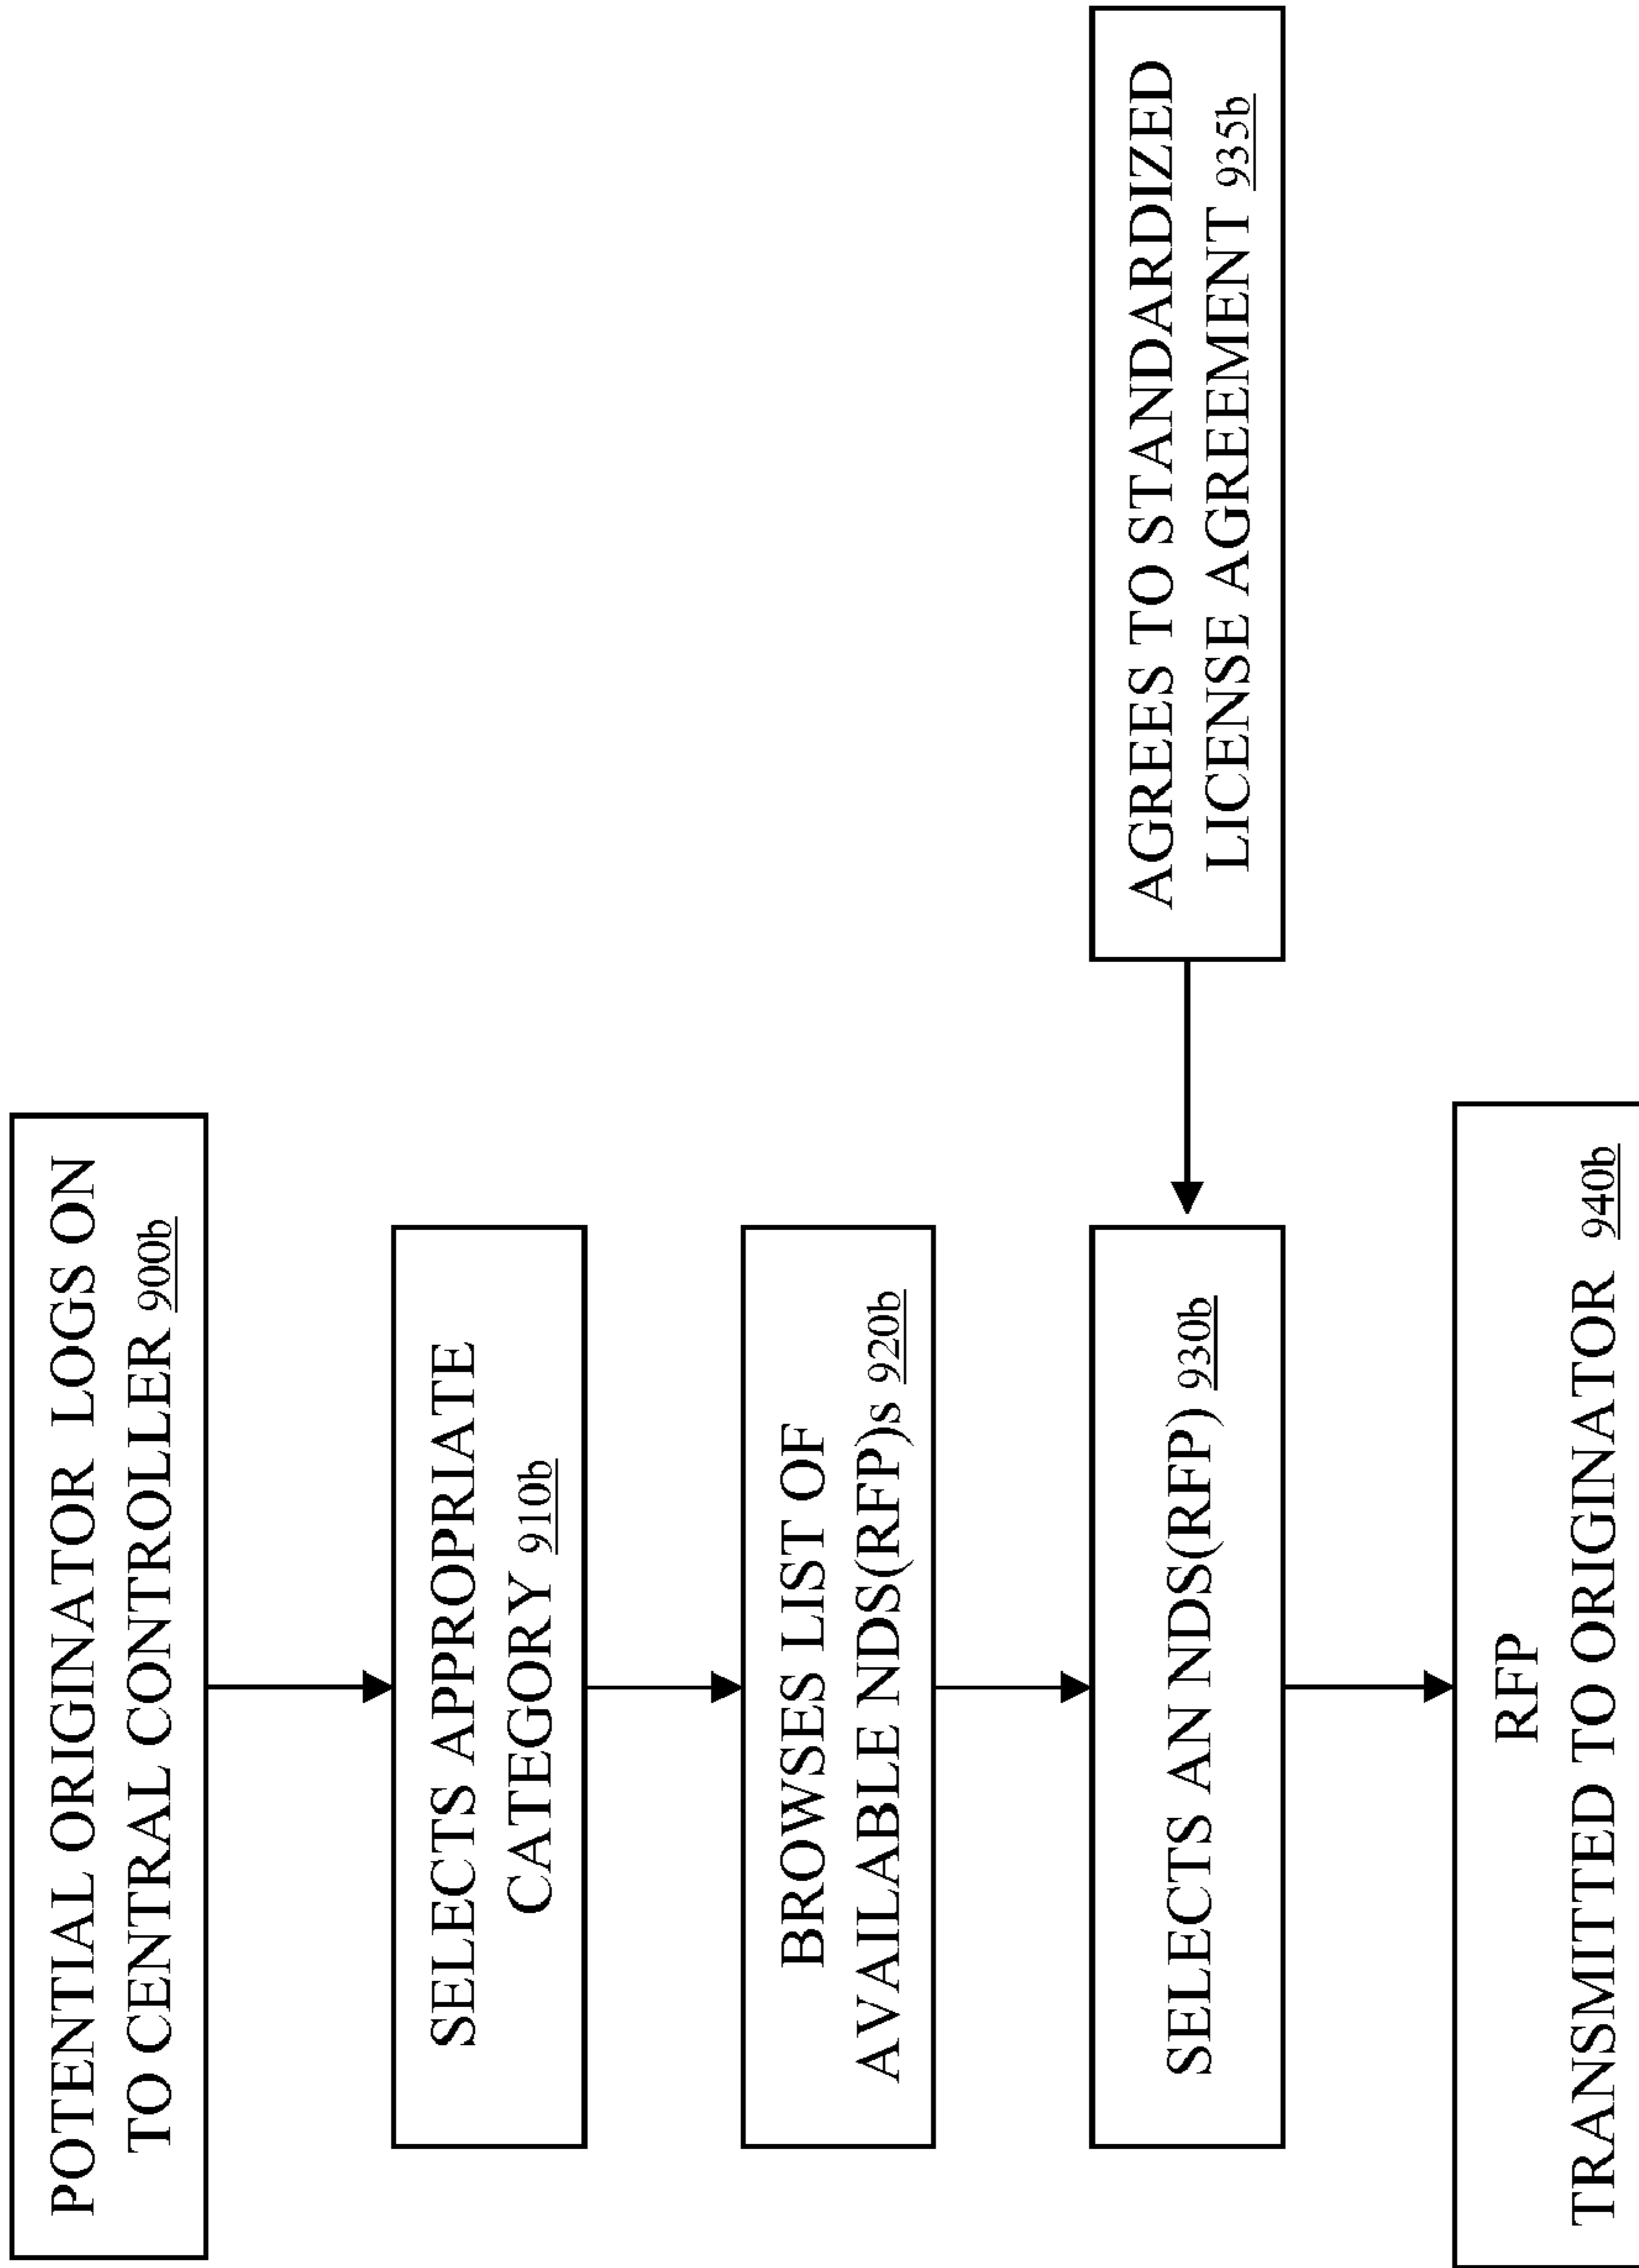 POTENTIAL ORIGINATOR LOGS ON
TO CENTRAL CONTROLLER 900b
SELECTS APPROPRIATE
CATEGORY 910b
BROWSES LIST OF
AVAILABLE NDS(RFP)s 920b
SELECTS AN NDS(RFP) 930b
AGREES TO STANDARDIZED
LICENSE AGREEMENT 935b
RFP
TRANSMITTED TO ORIGINATOR 940b